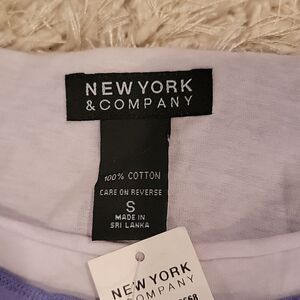 NEW YORK
& COMPANY
100% COTTON
CARE ON REVERSE
S
MADE IN
SRI LANKA
NEW YORK
& COMPANY